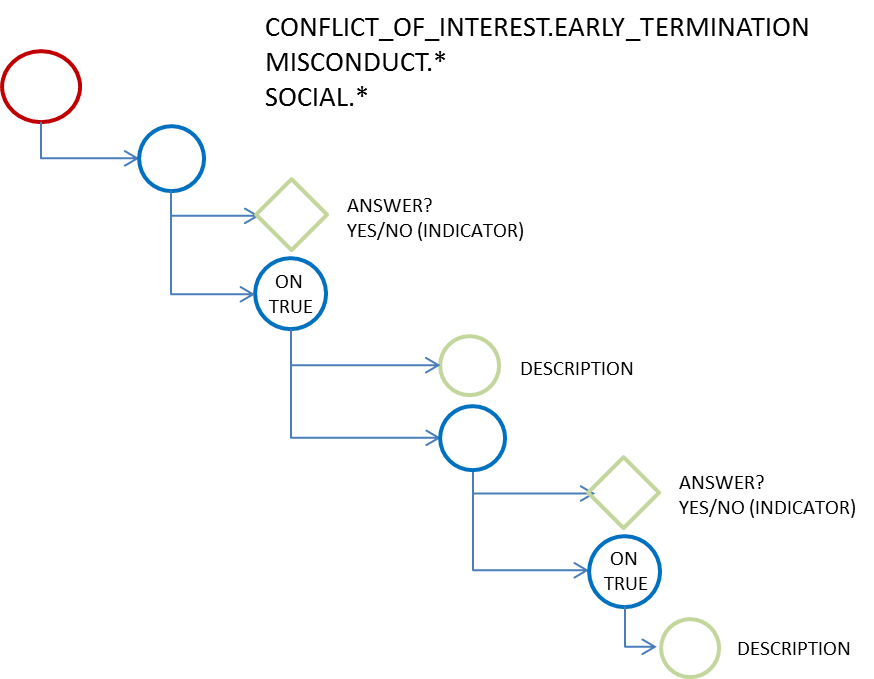 CONFLICT_OF_INTEREST.EARLY_TERMINATION
MISCONDUCT.*
SOCIAL.*
ANSWER?
YES/NO (INDICATOR)
ON
TRUE
DESCRIPTION
ANSWER?
YES/NO (INDICATOR)
ON
TRUE
DESCRIPTION